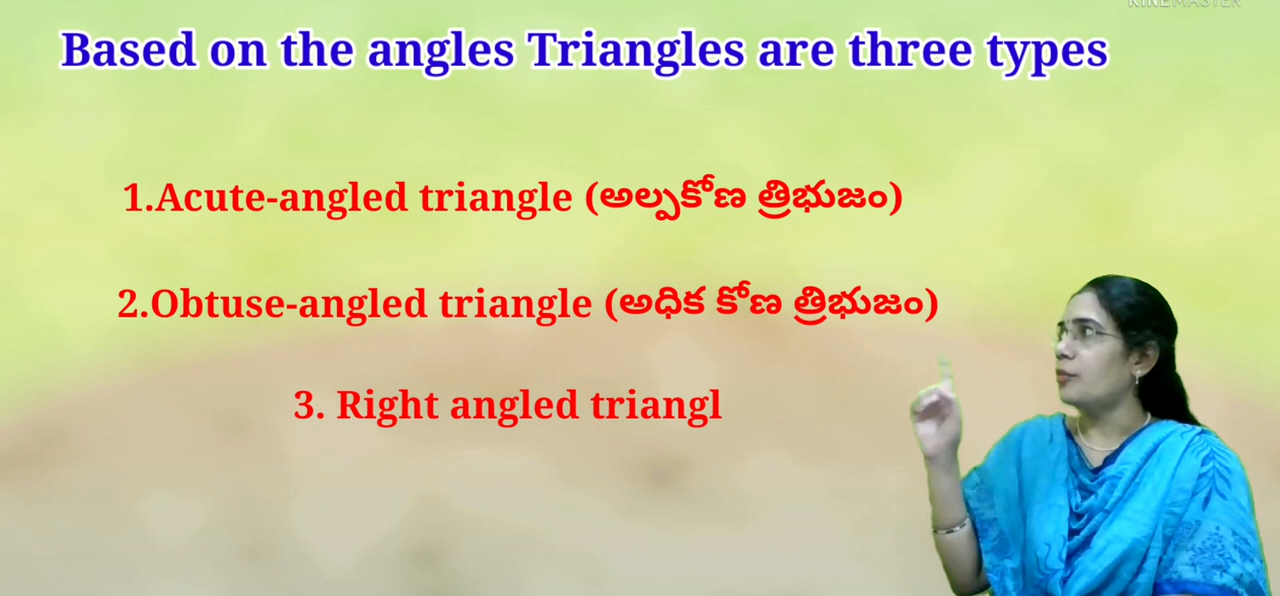 KINEMASTER
Based on the angles Triangles are three types
1.Acute-angled triangle (అల్పకోణ త్రిభుజం)
2.Obtuse-angled triangle (అధిక కోణ త్రిభుజం)
3. Right angled triangl